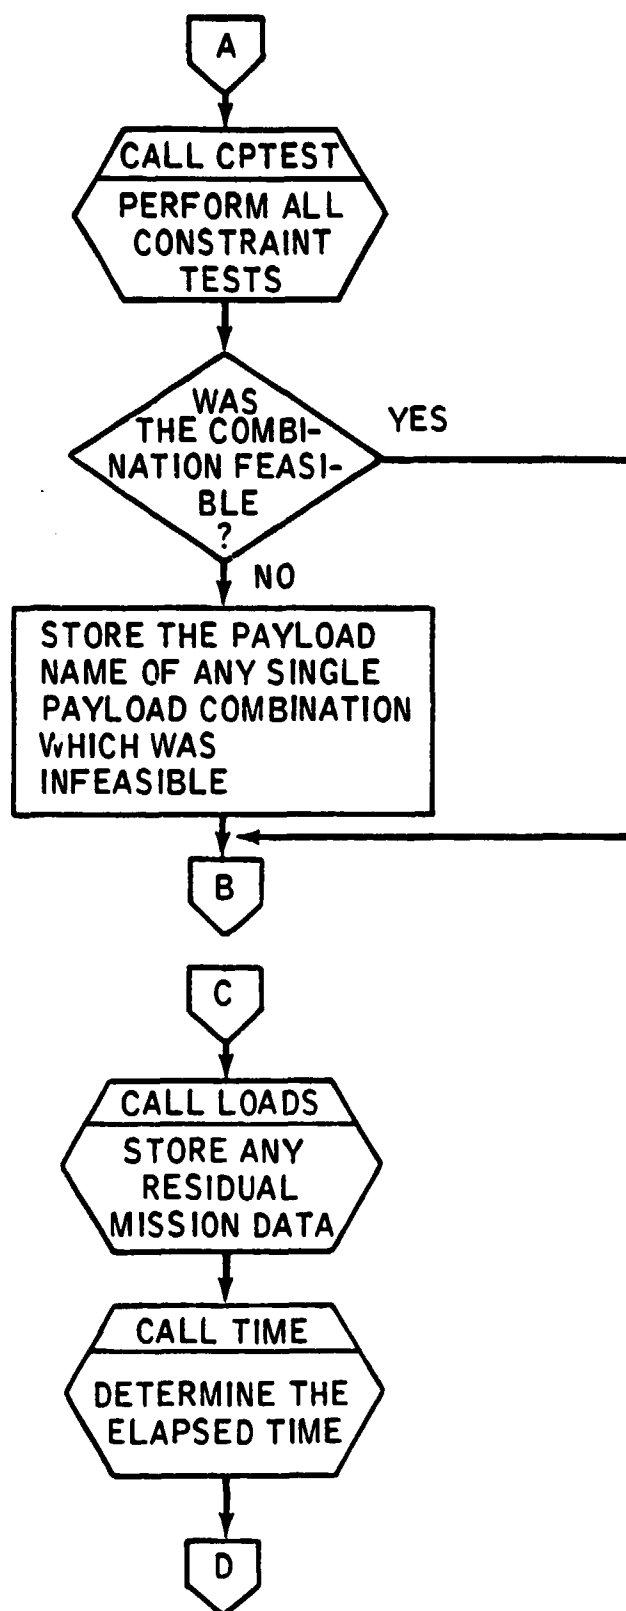 A
CALL CPTEST
PERFORM ALL
CONSTRAINT
TESTS
WAS
THE COMBI-
NATION FEASI-
BLE
?
YES
NO
STORE THE PAYLOAD
NAME OF ANY SINGLE
PAYLOAD COMBINATION
WHICH WAS
INFEASIBLE
B
C
CALL LOADS
STORE ANY
RESIDUAL
MISSION DATA
CALL TIME
DETERMINE THE
ELAPSED TIME
D